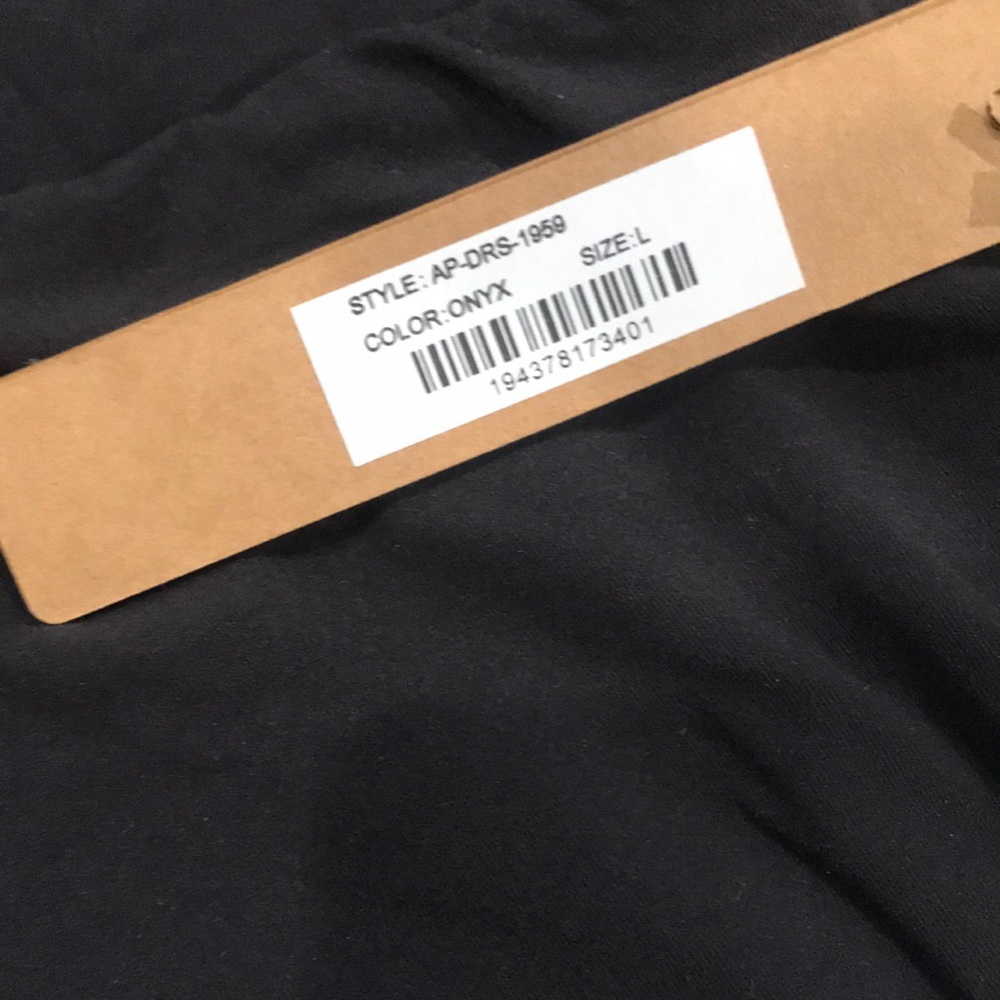 STYLE: AP-DRS-1959
COLOR:ONYX SIZE:L
194378173401